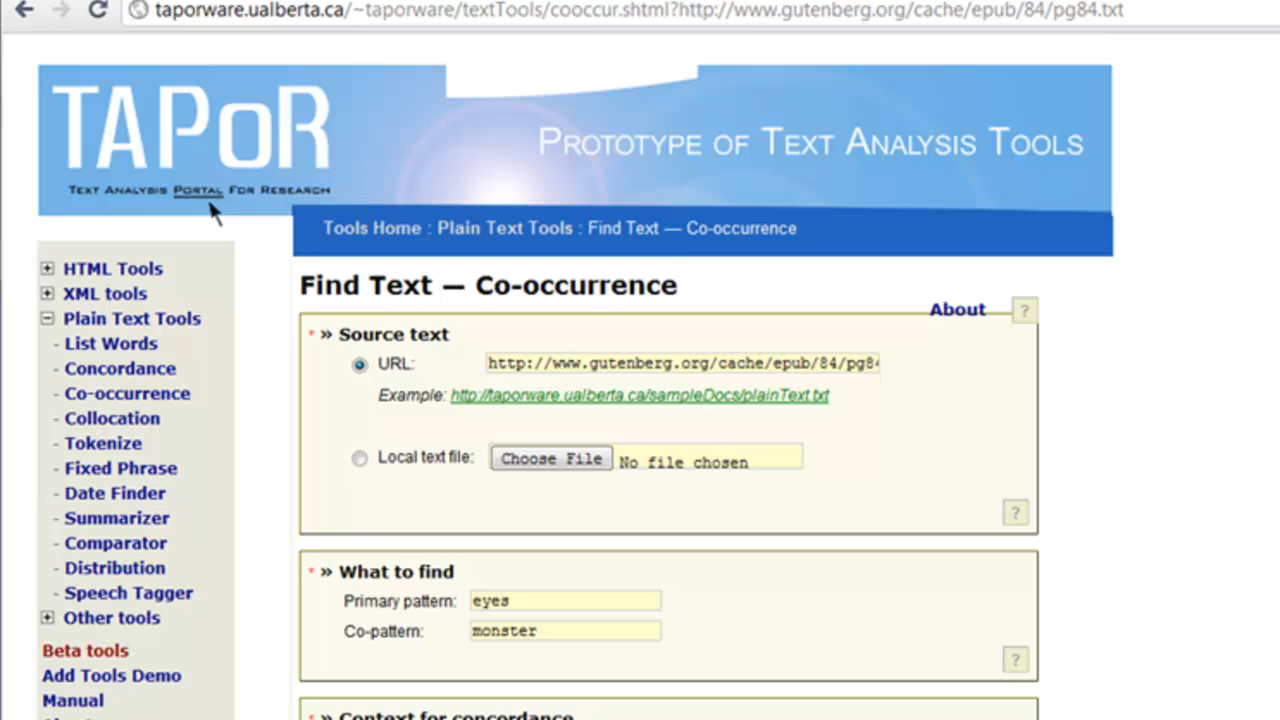 taporware.ualberta.ca/~taporware/textTools/cooccur.shtml?http://www.gutenberg.org/cache/epub/84/pg84.txt
TAPoR
TEXT ANALYSIS PORTAL FOR RESEARCH
PROTOTYPE OF TEXT ANALYSIS TOOLS
Tools Home : Plain Text Tools : Find Text — Co-occurrence
HTML Tools
XML tools
Plain Text Tools
- List Words
- Concordance
- Co-occurrence
- Collocation
- Tokenize
- Fixed Phrase
- Date Finder
- Summarizer
- Comparator
- Distribution
- Speech Tagger
Other tools
Beta tools
Add Tools Demo
Manual
Find Text — Co-occurrence
About ?
* » Source text
URL: http://www.gutenberg.org/cache/epub/84/pg84
Example: http://taporware.ualberta.ca/sampleDocs/plainText.txt
Local text file: Choose File No file chosen
?
* » What to find
Primary pattern: eyes
Co-pattern: monster
?
* » Context for concordance